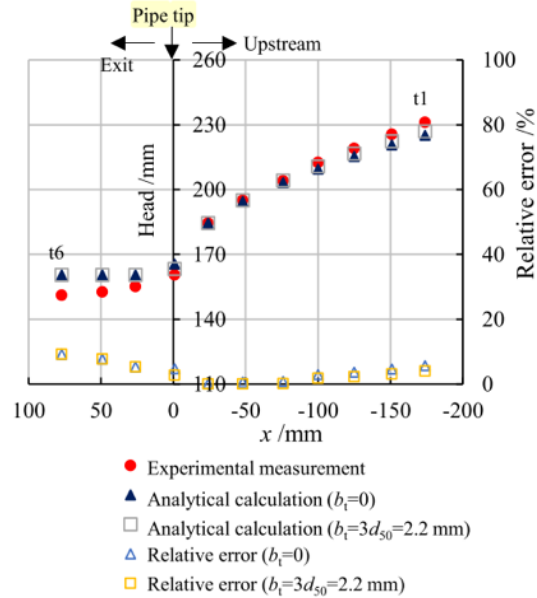 Pipe tip
Exit
Upstream
260
230
200
170
140
110
100
80
60
40
20
0
Head /mm
Relative error /%
t1
t6
100 50 0 -50 -100 -150 -200
x /mm
Experimental measurement
Analytical calculation (bt=0)
Analytical calculation (bt=3d50=2.2 mm)
Relative error (bt=0)
Relative error (bt=3d50=2.2 mm)